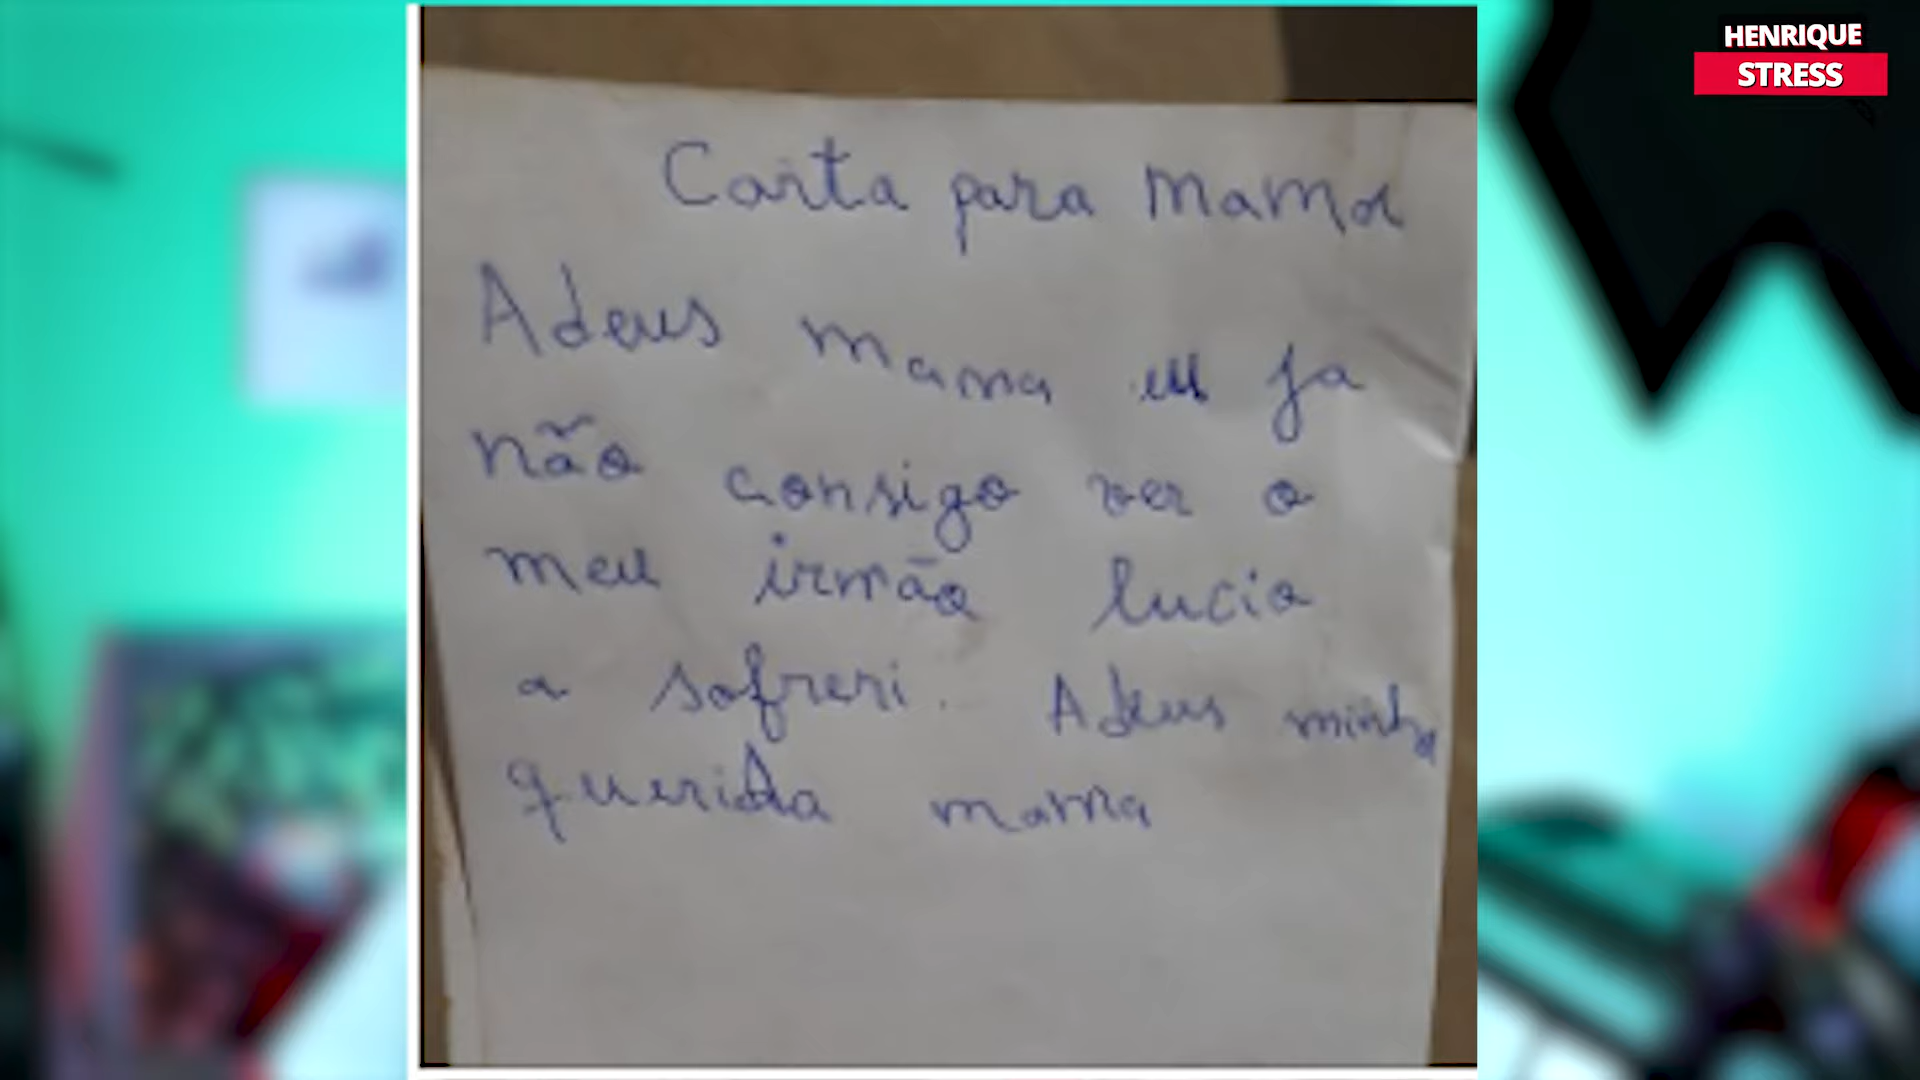 HENRIQUE
STRESS
Carta para mama
Adeus mama eu ja
não consigo ver o
meu irmão lucio
a sofreri. Adeus minha
querida mama